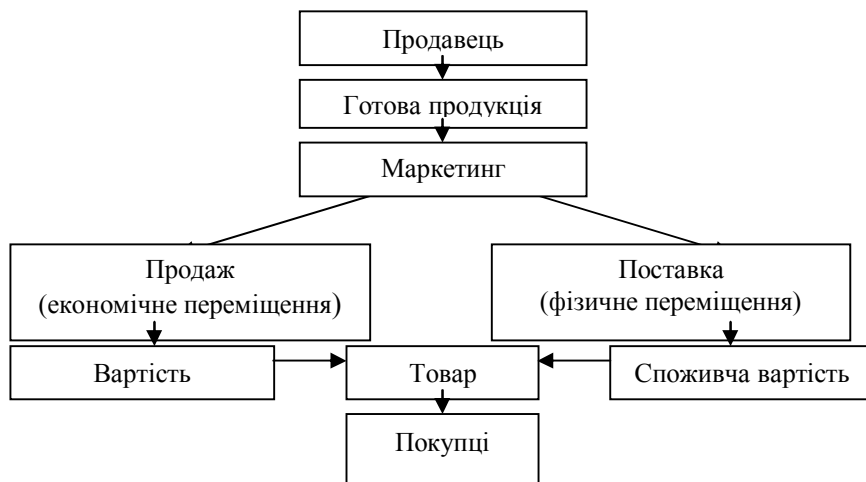 Продавець
Готова продукція
Маркетинг
Продаж
(економічне переміщення)
Поставка
(фізичне переміщення)
Вартість
Товар
Споживча вартість
Покупці